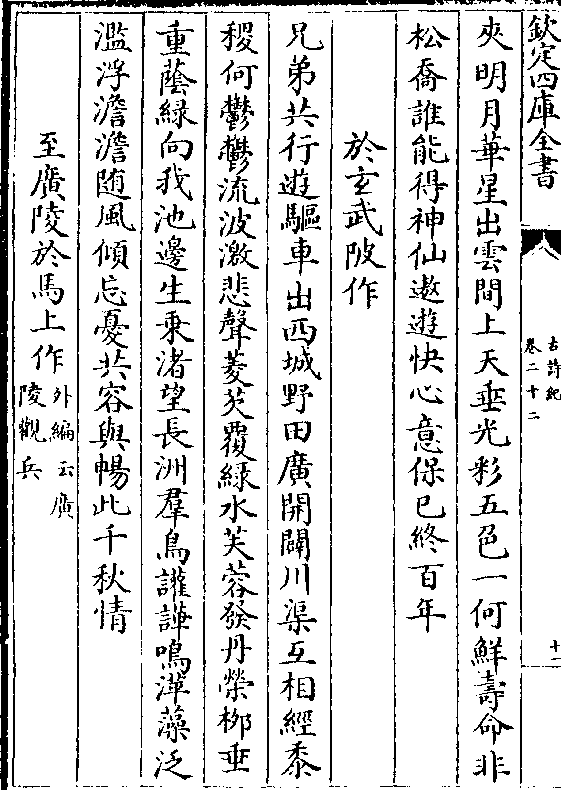 欽定四庫全書
古詩紀
卷二十二
十一
夾明月華星出雲間上天垂光彩五色一何鮮壽命非
松喬誰能得神仙遨遊快心意保已終百年
於玄武陂作
兄弟共行遊驅車出西城野田廣開闢川渠互相經黍
稷何鬱鬱流波激悲聲菱芡覆綠水芙蓉發丹榮栁垂
重蔭綠向我池邊生乗渚望長洲羣鳥讙譁鳴萍藻泛
濫浮澹澹随風傾忘憂共容與暢此千秋情
至廣陵於馬上作外編云廣
陵觀兵